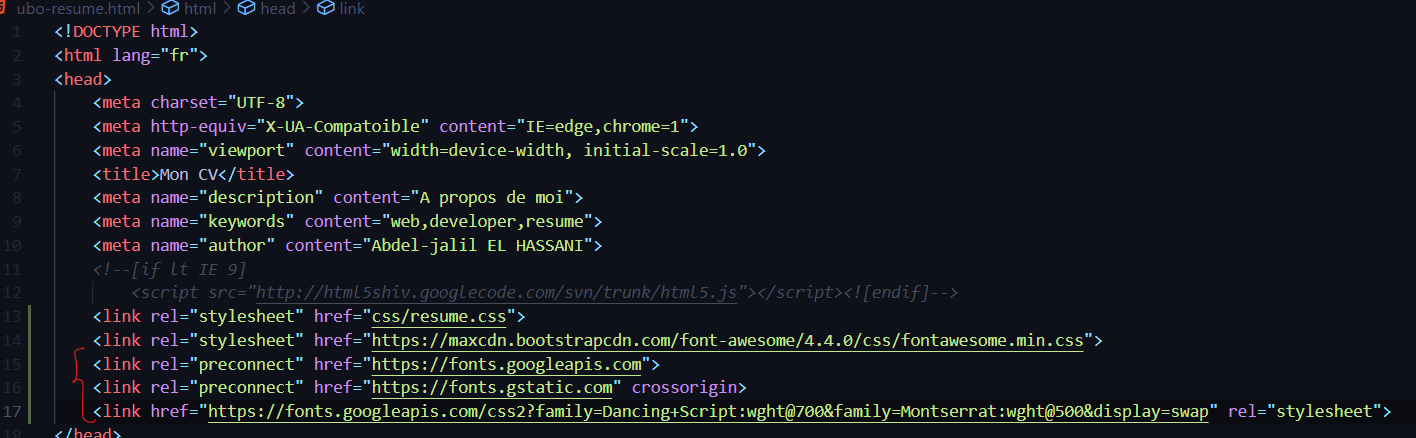 ubo-resume.html > html > head > link
1 <!DOCTYPE html>
2 <html lang="fr">
3 <head>
4 <meta charset="UTF-8">
5 <meta http-equiv="X-UA-Compatoible" content="IE=edge,chrome=1">
6 <meta name="viewport" content="width=device-width, initial-scale=1.0">
7 <title>Mon CV</title>
8 <meta name="description" content="A propos de moi">
9 <meta name="keywords" content="web,developer,resume">
10 <meta name="author" content="Abdel-jalil EL HASSANI">
11 <!--[if lt IE 9]
12 <script src="http://html5shiv.googlecode.com/svn/trunk/html5.js"></script><![endif]-->
13 <link rel="stylesheet" href="css/resume.css">
14 <link rel="stylesheet" href="https://maxcdn.bootstrapcdn.com/font-awesome/4.4.0/css/fontawesome.min.css">
15 <link rel="preconnect" href="https://fonts.googleapis.com">
16 <link rel="preconnect" href="https://fonts.gstatic.com" crossorigin>
17 <link href="https://fonts.googleapis.com/css2?family=Dancing+Script:wght@700&family=Montserrat:wght@500&display=swap" rel="stylesheet">
18 </head>